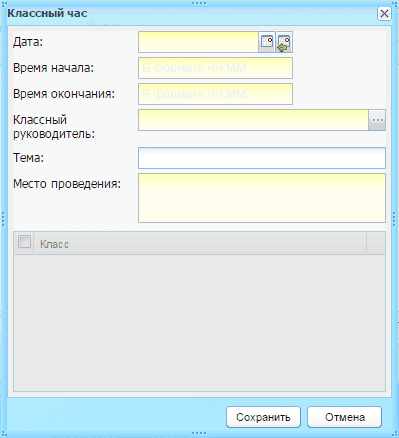 Классный час
Дата:
Время начала:
В формате ЧЧ:ММ
Время окончания:
В формате ЧЧ:ММ
Классный
руководитель:
...
Тема:
Место проведения:
Класс
Сохранить
Отмена